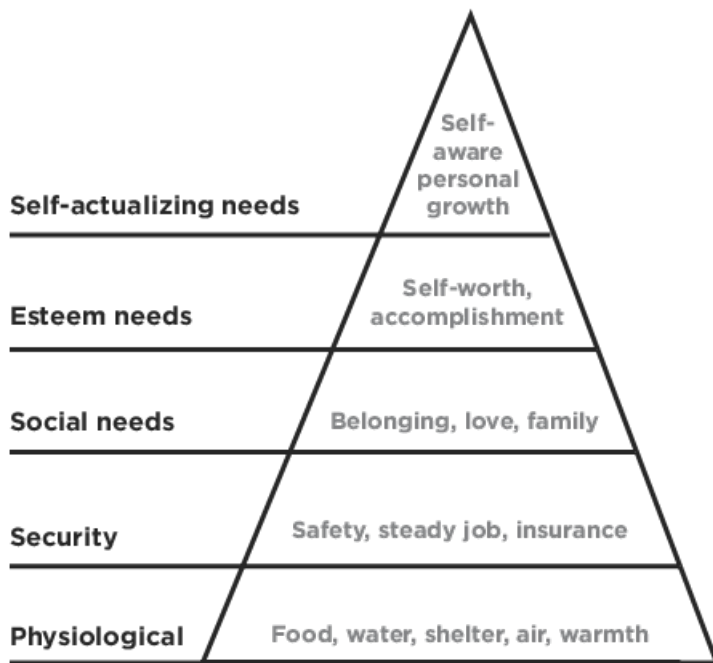 Self-
aware
personal
growth
Self-actualizing needs
Self-worth,
accomplishment
Esteem needs
Social needs
Belonging, love, family
Security
Safety, steady job, insurance
Physiological
Food, water, shelter, air, warmth